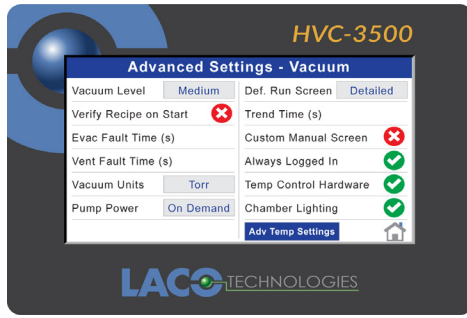 HVC-3500
Advanced Settings - Vacuum
Vacuum Level Medium
Verify Recipe on
Start
Evac Fault Time (s)
Vent Fault Time (s)
Vacuum Units Torr
Pump Power On Demand
Def. Run Screen Detailed
Trend Time (s)
Custom Manual Screen
Always Logged In
Temp Control Hardware
Chamber Lighting
Adv Temp Settings
LACO TECHNOLOGIES